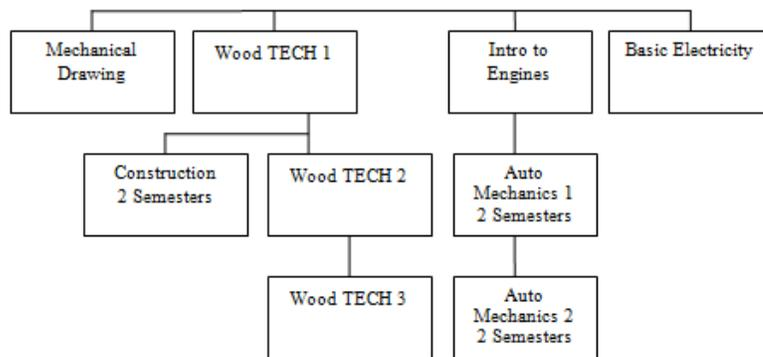 Mechanical
Drawing
Wood TECH 1
Intro to
Engines
Basic Electricity
Construction
2 Semesters
Wood TECH 2
Auto
Mechanics 1
2 Semesters
Wood TECH 3
Auto
Mechanics 2
2 Semesters